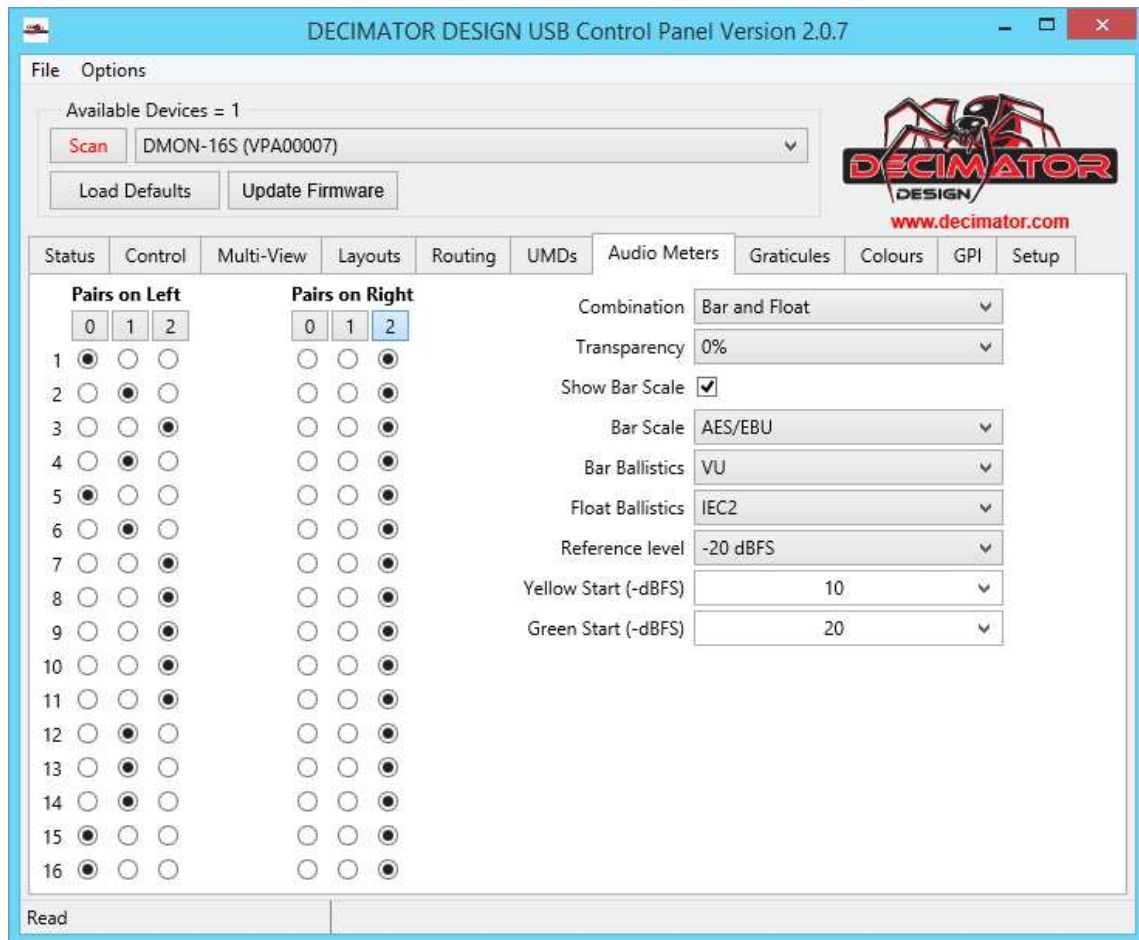 DECIMATOR DESIGN USB Control Panel Version 2.0.7
File Options
Available Devices = 1
Scan DMON-16S (VPA00007)
Load Defaults Update Firmware
DECIMATOR
DESIGN
www.decimator.com
Status Control Multi-View Layouts Routing UMDs Audio Meters Graticules Colours GPI Setup
Pairs on Left Pairs on Right
0 1 2 0 1 2
1
2
3
4
5
6
7
8
9
10
11
12
13
14
15
16
Combination Bar and Float
Transparency 0%
Show Bar Scale
Bar Scale AES/EBU
Bar Ballistics VU
Float Ballistics IEC2
Reference level -20 dBFS
Yellow Start (-dBFS) 10
Green Start (-dBFS) 20
Read